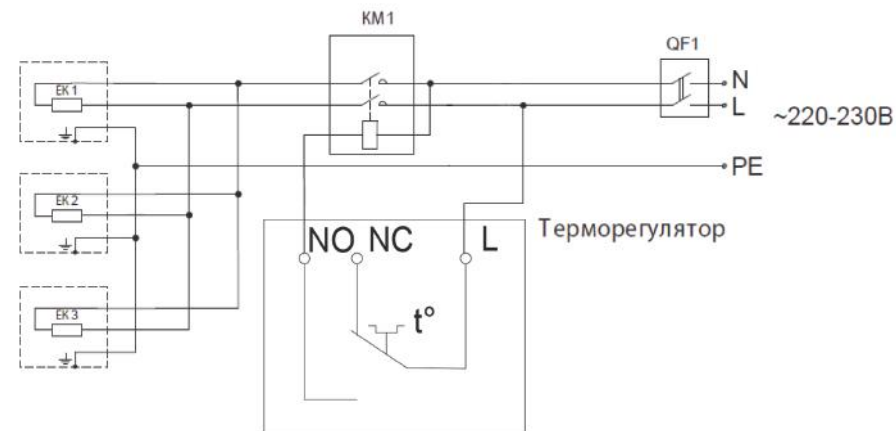 KM1
QF1
EK1
N
L
~220-230В
PE
EK2
Терморегулятор
NO NC L
EK3
t°